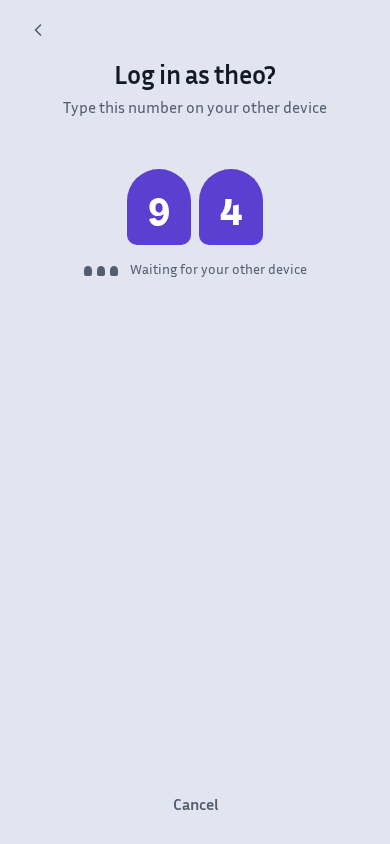 Log in as theo?
Type this number on your other device
9 4
Waiting for your other device
Cancel